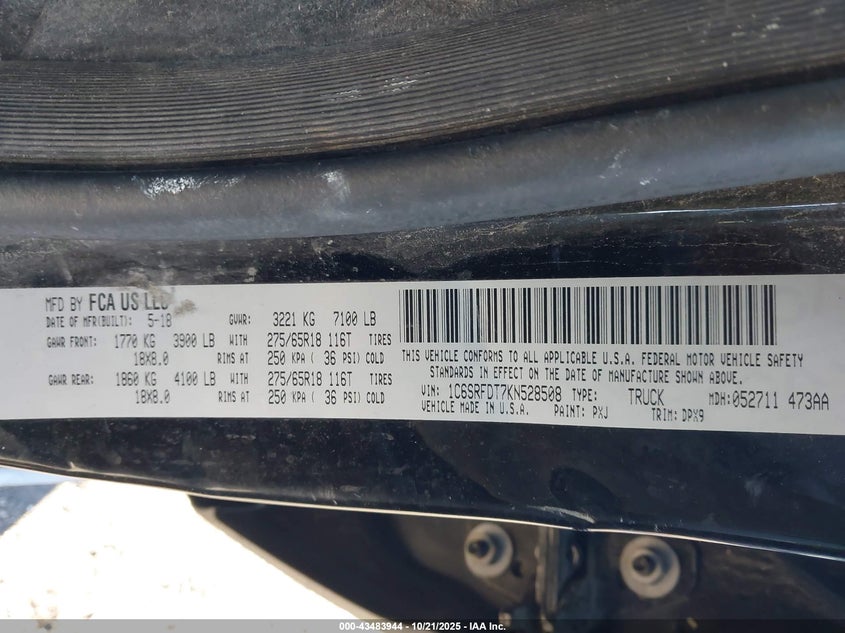 MFD BY FCA US LLC
DATE OF MFR(BUILT): 5-18 GVWR: 3221 KG 7100 LB
GAWR FRONT: 1770 KG 3900 LB WITH 275/65R18 116T TIRES
18X8.0 RIMS AT 250 KPA ( 36 PSI) COLD
GAWR REAR: 1860 KG 4100 LB WITH 275/65R18 116T TIRES
18X8.0 RIMS AT 250 KPA ( 36 PSI) COLD
THIS VEHICLE CONFORMS TO ALL APPLICABLE U.S.A. FEDERAL MOTOR VEHICLE SAFETY
STANDARDS IN EFFECT ON THE DATE OF MANUFACTURE SHOWN ABOVE.
VIN: 1C6SRFDT7KN528508 TYPE: TRUCK MDH:052711 473AA
VEHICLE MADE IN U.S.A. PAINT: PXJ TRIM: DPX9
000-43483944 - 10/21/2025 - IAA Inc.